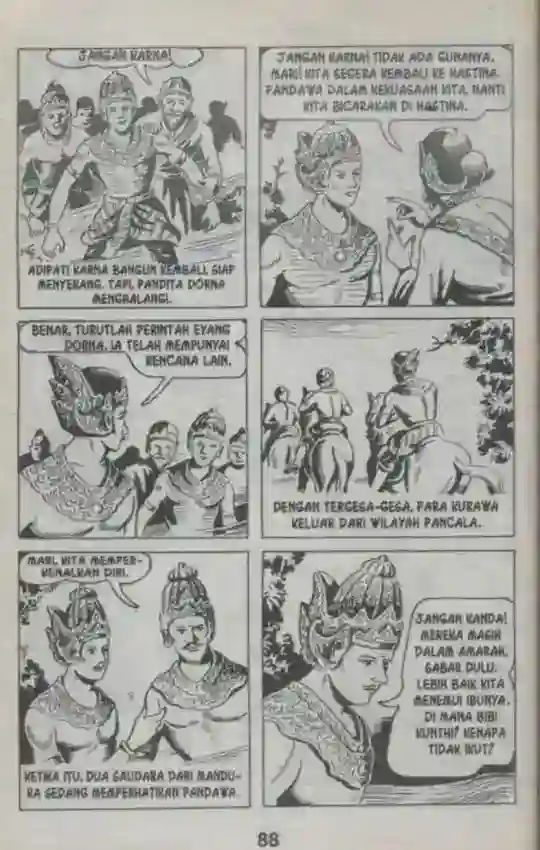 JANGAN KARNA!
ADIPATI KARNA BANGUN KEMBALI, SIAP
MENYERANG. TAPI, PANDITA DORNA
MENGHALANGI.
JANGAN KARNA! TIDAK ADA GUNANYA.
MARI! KITA SEGERA KEMBALI KE HASTINA.
PANDAWA DALAM KEKUASAAN KITA. NANTI
KITA BICARAKAN DI HASTINA.
BENAR, TURUTLAH PERINTAH EYANG
DORNA. IA TELAH MEMPUNYAI
RENCANA LAIN.
DENGAN TERGESA-GESA, PARA KURAWA
KELUAR DARI WILAYAH PANCALA.
MARI, KITA MEMPER-
KENALKAN DIRI.
KETIKA ITU, DUA SAUDARA DARI MANDU-
RA SEDANG MEMPERHATIKAN PANDAWA.
JANGAN KANDA!
MEREKA MASIH
DALAM AMARAH.
SABAR DULU.
LEBIH BAIK KITA
MENEMUI IBUNYA.
DI MANA BIBI
KUNTHI? KENAPA
TIDAK IKUT?
88